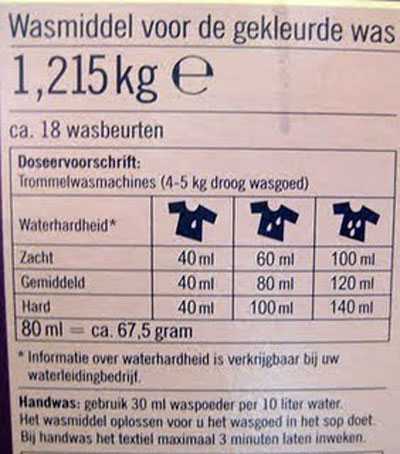 Wasmiddel voor de gekleurde was
1,215 kg ℮
ca. 18 wasbeurten
Doseervoorschrift:
Trommelwasmachines (4-5 kg droog wasgoed)
Waterhardheid*
Zacht 40 ml 60 ml 100 ml
Gemiddeld 40 ml 80 ml 120 ml
Hard 40 ml 100 ml 140 ml
80 ml = ca. 67,5 gram
* Informatie over waterhardheid is verkrijgbaar bij uw
waterleidingbedrijf.
Handwas: gebruik 30 ml waspoeder per 10 liter water.
Het wasmiddel oplossen voor u het wasgoed in het sop doet.
Bij handwas het textiel maximaal 3 minuten laten inweken.